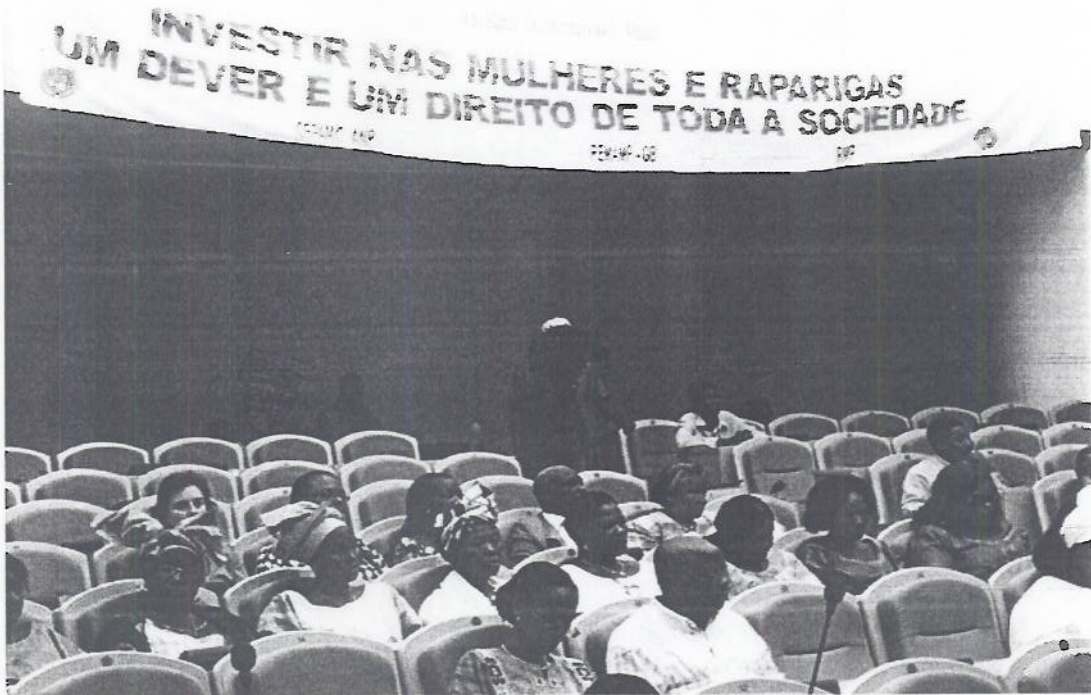 INVESTIR NAS MULHERES E RAPARIGAS
UM DEVER E UM DIREITO DE TODA A SOCIEDADE